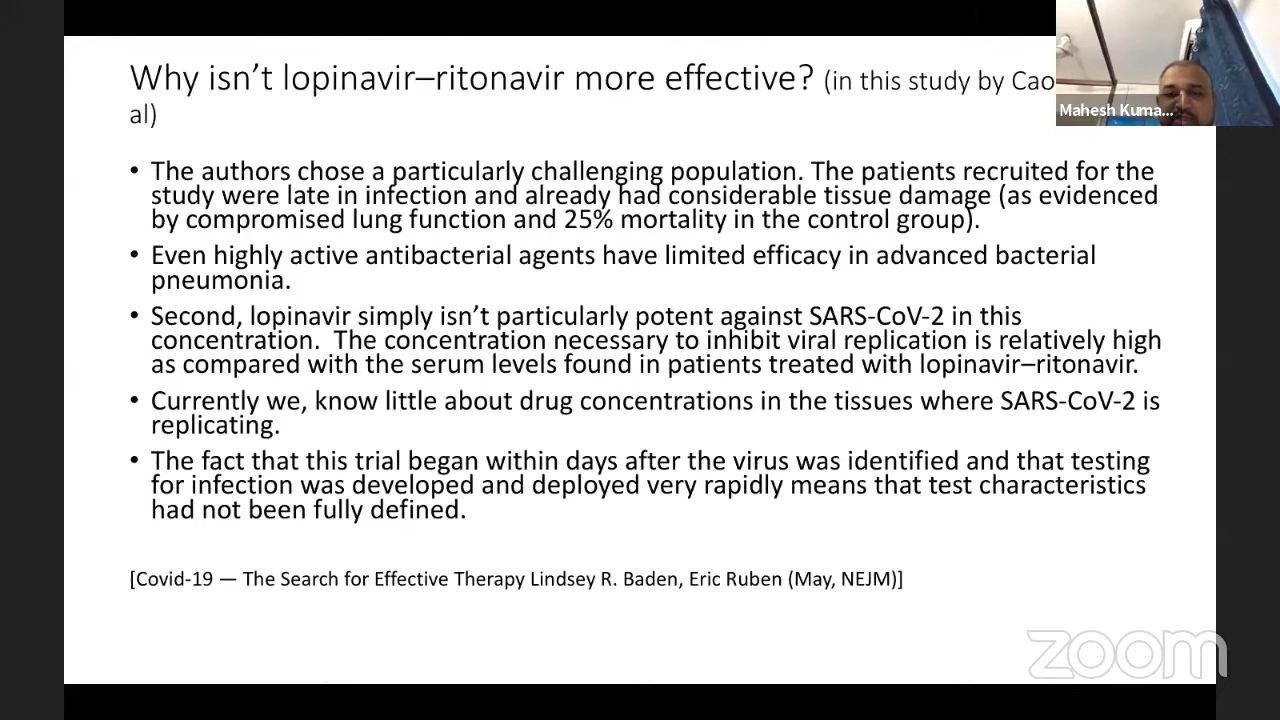 Why isn't lopinavir–ritonavir more effective? (in this study by Cao
al)
Mahesh Kuma...
• The authors chose a particularly challenging population. The patients recruited for the
study were late in infection and already had considerable tissue damage (as evidenced
by compromised lung function and 25% mortality in the control group).
• Even highly active antibacterial agents have limited efficacy in advanced bacterial
pneumonia.
• Second, lopinavir simply isn't particularly potent against SARS-CoV-2 in this
concentration.  The concentration necessary to inhibit viral replication is relatively high
as compared with the serum levels found in patients treated with lopinavir–ritonavir.
• Currently we, know little about drug concentrations in the tissues where SARS-CoV-2 is
replicating.
• The fact that this trial began within days after the virus was identified and that testing
for infection was developed and deployed very rapidly means that test characteristics
had not been fully defined.
[Covid-19 — The Search for Effective Therapy Lindsey R. Baden, Eric Ruben (May, NEJM)]
zoom